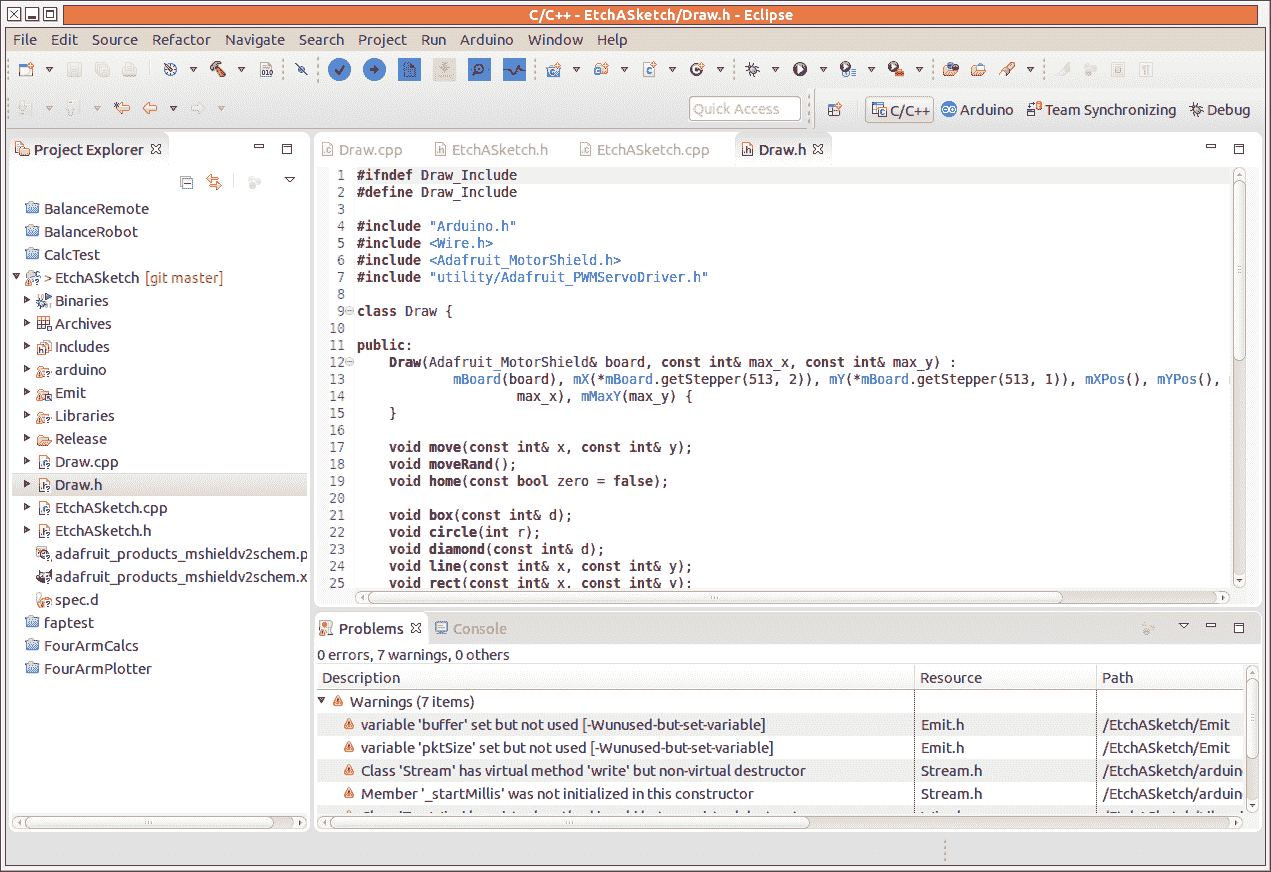 C/C++ - EtchASketch/Draw.h - Eclipse
File Edit Source Refactor Navigate Search Project Run Arduino Window Help
010
Quick Access C/C++ Arduino Team Synchronizing Debug
Project Explorer
BalanceRemote
BalanceRobot
CalcTest
> EtchASketch [git master]
Binaries
Archives
Includes
arduino
Emit
Libraries
Release
Draw.cpp
Draw.h
EtchASketch.cpp
EtchASketch.h
adafruit_products_mshieldv2schem.p
adafruit_products_mshieldv2schem.x
spec.d
faptest
FourArmCalcs
FourArmPlotter
Draw.cpp EtchASketch.h EtchASketch.cpp Draw.h
1 #ifndef Draw_Include
2 #define Draw_Include
3
4 #include "Arduino.h"
5 #include <Wire.h>
6 #include <Adafruit_MotorShield.h>
7 #include "utility/Adafruit_PWMServoDriver.h"
8
9 class Draw {
10
11 public:
12 Draw(Adafruit_MotorShield& board, const int& max_x, const int& max_y) :
13 mBoard(board), mX(*mBoard.getStepper(513, 2)), mY(*mBoard.getStepper(513, 1)), mXPos(), mYPos(),
14 max_x), mMaxY(max_y) {
15 }
16
17 void move(const int& x, const int& y);
18 void moveRand();
19 void home(const bool zero = false);
20
21 void box(const int& d);
22 void circle(int r);
23 void diamond(const int& d);
24 void line(const int& x, const int& y);
25 void rect(const int& x, const int& y);
Problems Console
0 errors, 7 warnings, 0 others
Description Resource Path
Warnings (7 items)
variable 'buffer' set but not used [-Wunused-but-set-variable] Emit.h /EtchASketch/Emit
variable 'pktSize' set but not used [-Wunused-but-set-variable] Emit.h /EtchASketch/Emit
Class 'Stream' has virtual method 'write' but non-virtual destructor Stream.h /EtchASketch/arduin
Member '_startMillis' was not initialized in this constructor Stream.h /EtchASketch/arduin